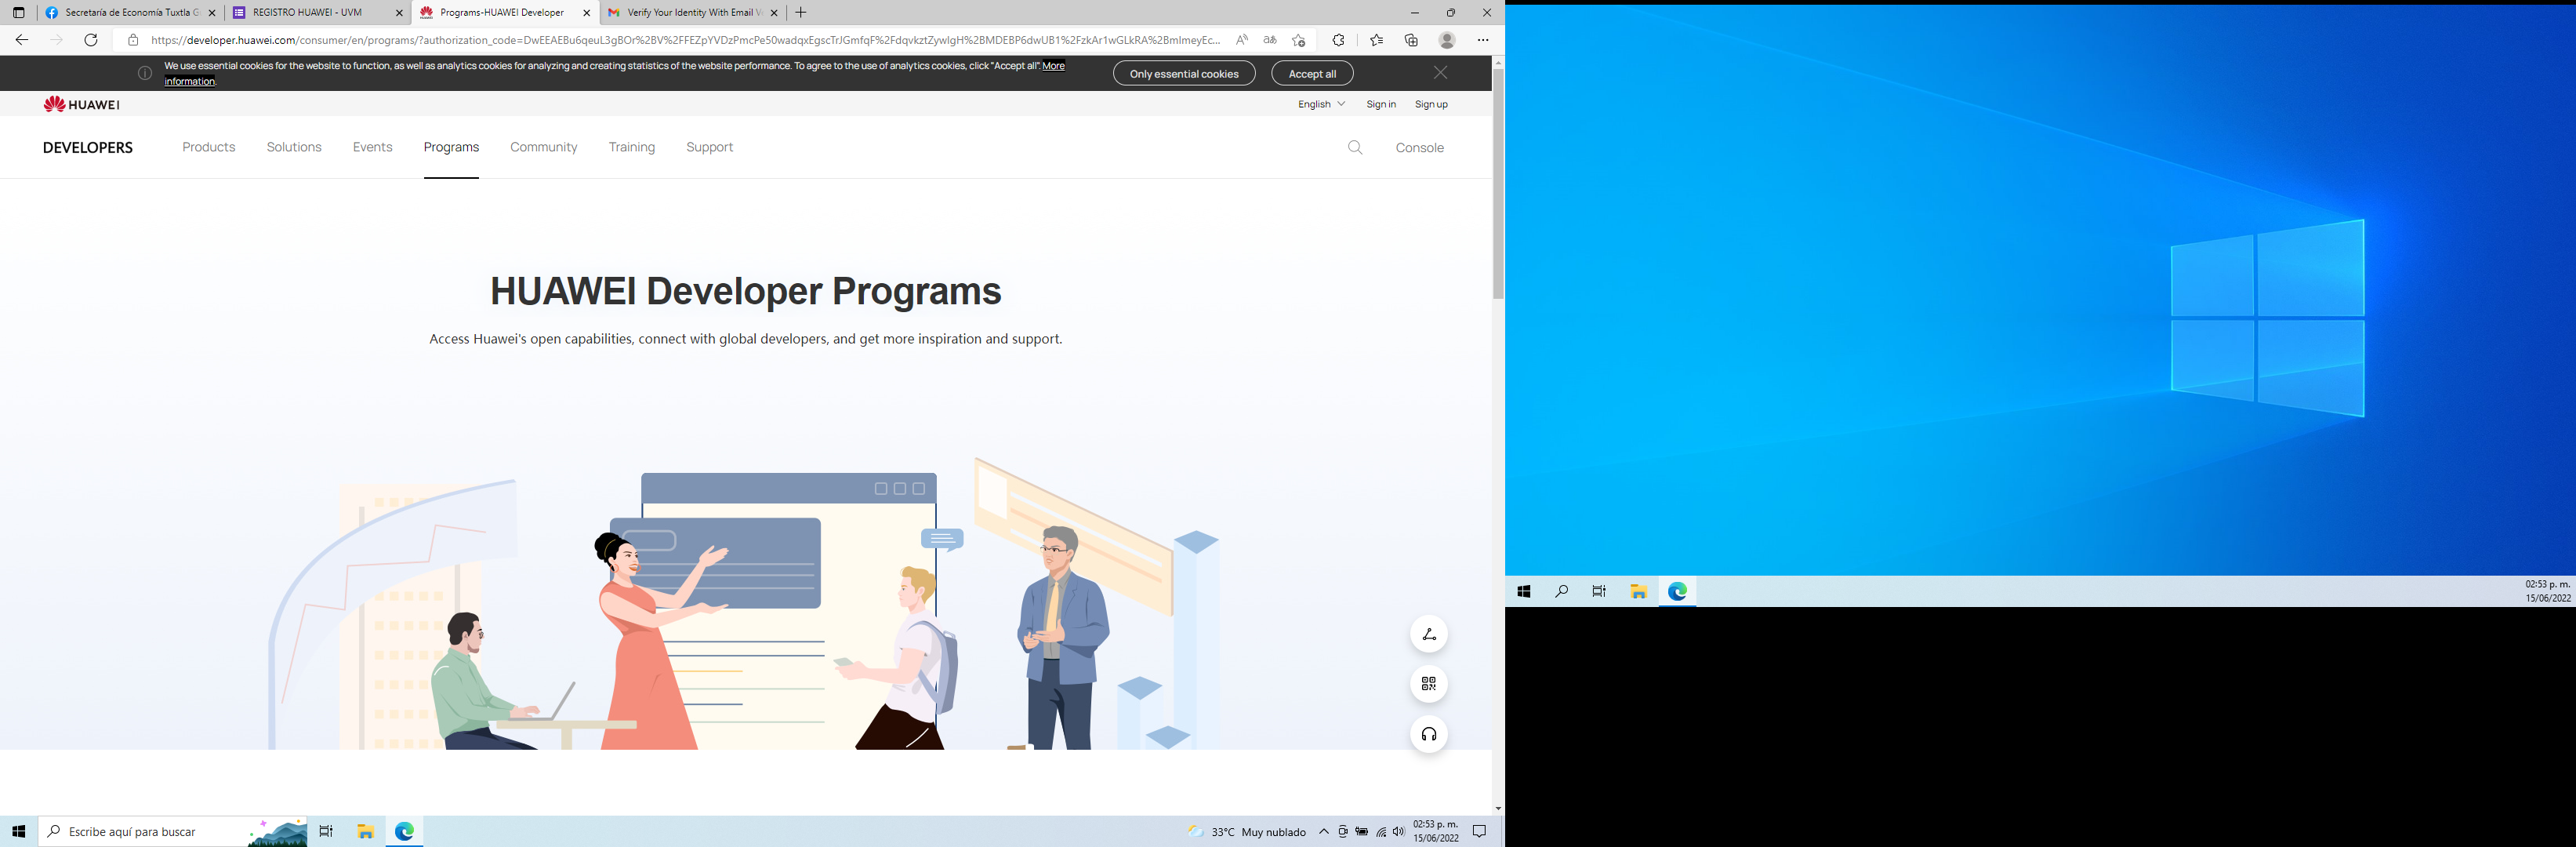 Secretaría de Economía Tuxtla G
REGISTRO HUAWEI - UVM
Programs-HUAWEI Developer
Verify Your Identity With Email V
https://developer.huawei.com/consumer/en/programs/?authorization_code=DwEEAEBu6qeuL3gBOr%2BV%2FFEZpYVDzPmcPe50wadqxEgscTrJGmfqF%2FdqvkztZywIgH%2BMDEBP6dwUB1%2FzkAr1wGLkRA%2BmlmeyEc...
We use essential cookies for the website to function, as well as analytics cookies for analyzing and creating statistics of the website performance. To agree to the use of analytics cookies, click "Accept all". More
information.
Only essential cookies
Accept all
HUAWEI
English
Sign in
Sign up
DEVELOPERS
Products
Solutions
Events
Programs
Community
Training
Support
Console
HUAWEI Developer Programs
Access Huawei's open capabilities, connect with global developers, and get more inspiration and support.
02:53 p. m.
15/06/2022
Escribe aquí para buscar
33°C Muy nublado
02:53 p. m.
15/06/2022